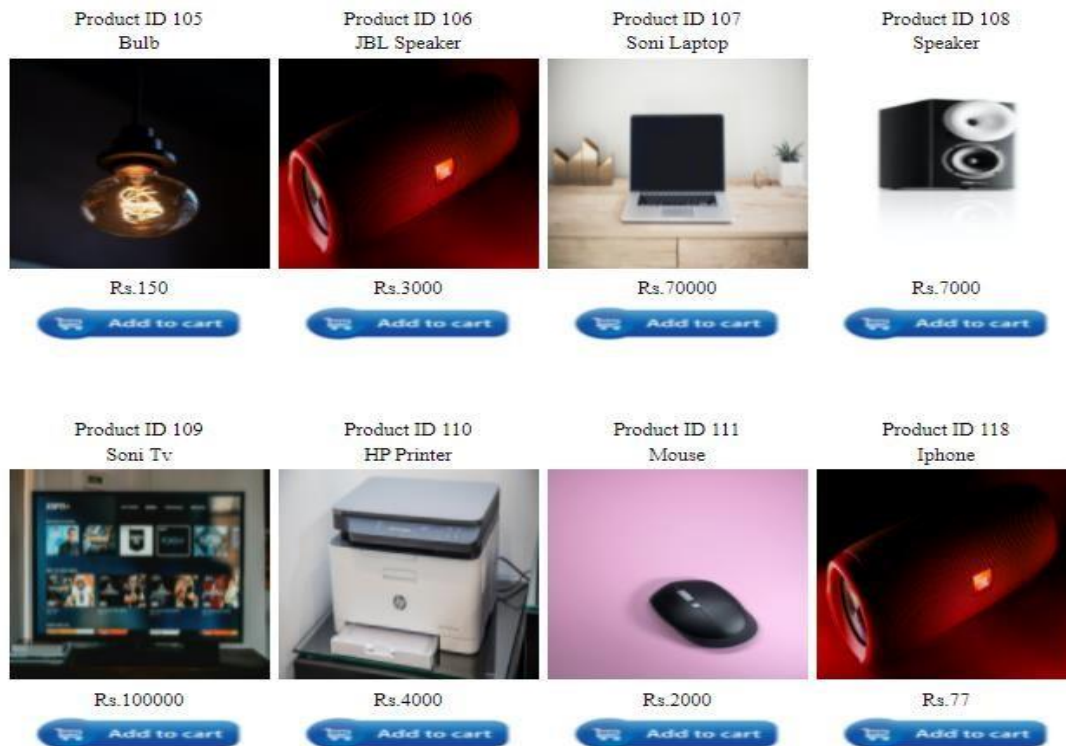 Product ID 105
Bulb
Rs.150
Add to cart
Product ID 106
JBL Speaker
Rs.3000
Add to cart
Product ID 107
Soni Laptop
Rs.70000
Add to cart
Product ID 108
Speaker
Rs.7000
Add to cart
Product ID 109
Soni Tv
ESPN+
Rs.100000
Add to cart
Product ID 110
HP Printer
hp
Rs.4000
Add to cart
Product ID 111
Mouse
Rs.2000
Add to cart
Product ID 118
Iphone
Rs.77
Add to cart